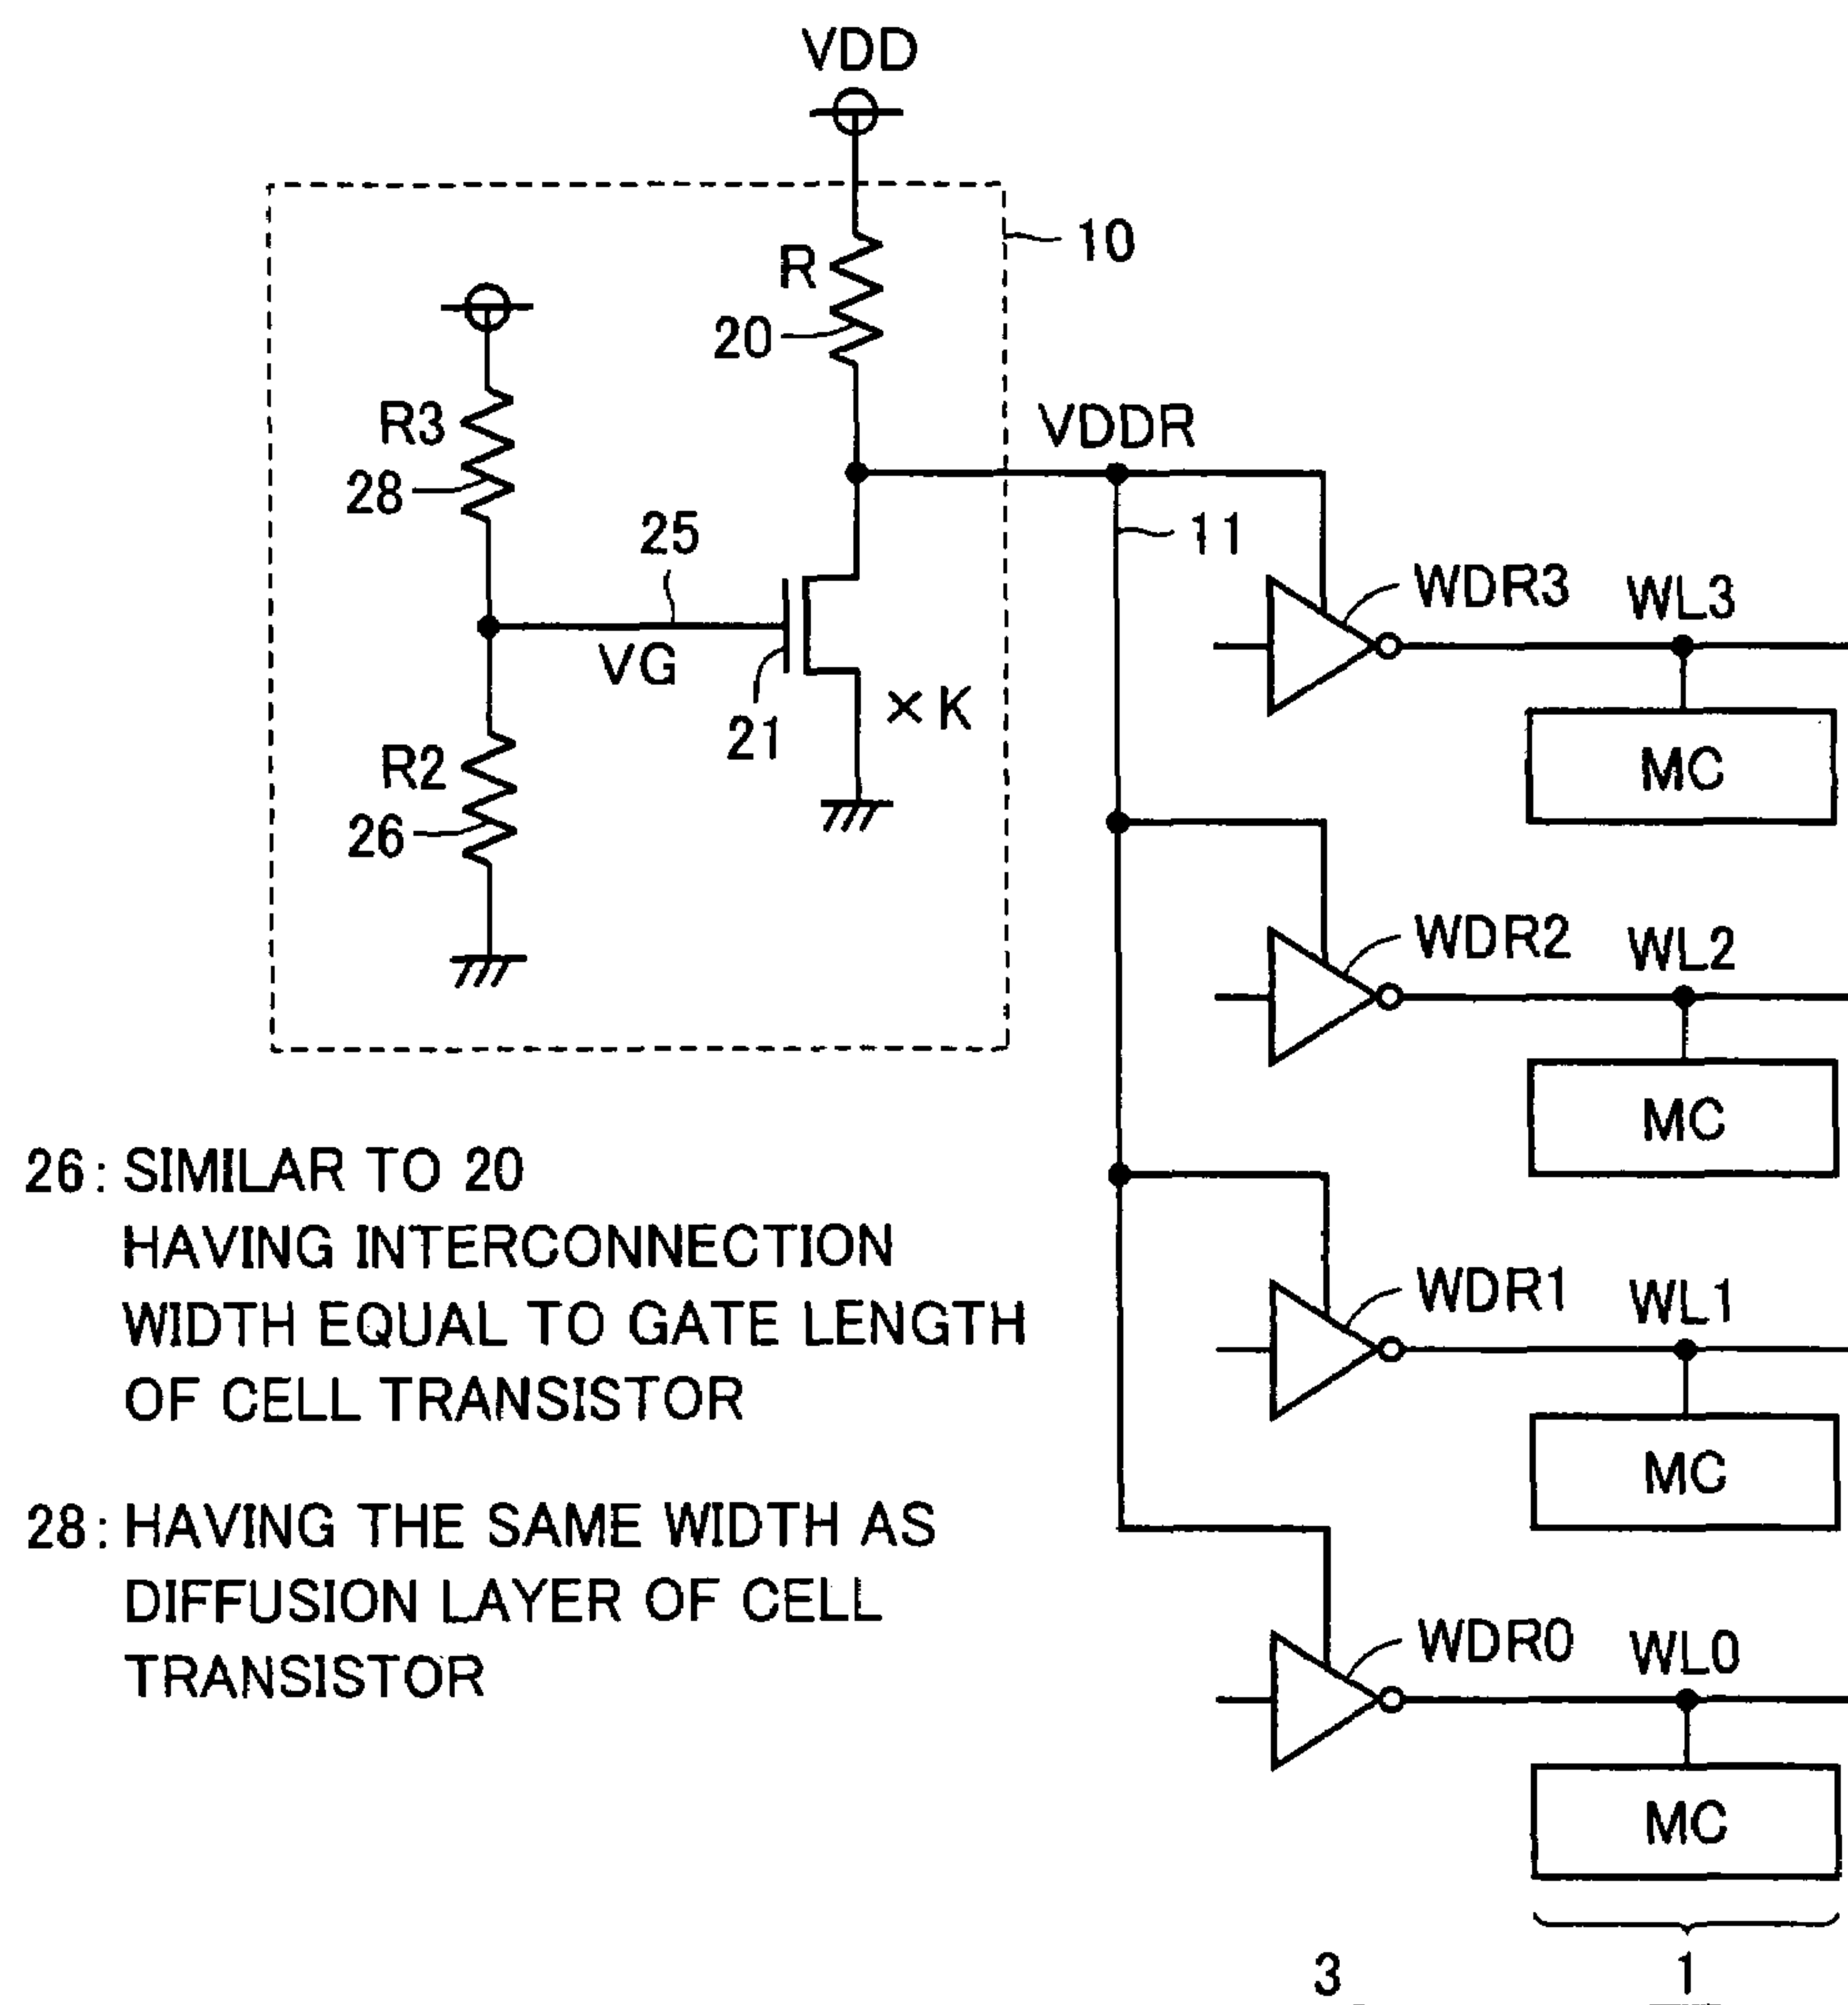 VDD
R
10
20
R3
VDDR
28
25
11
WDR3
WL3
VG
×K
21
R2
MC
26
WDR2
WL2
MC
26: SIMILAR TO 20
HAVING INTERCONNECTION
WIDTH EQUAL TO GATE LENGTH
OF CELL TRANSISTOR
WDR1
WL1
MC
28: HAVING THE SAME WIDTH AS
DIFFUSION LAYER OF CELL
TRANSISTOR
WDR0
WL0
MC
3
1